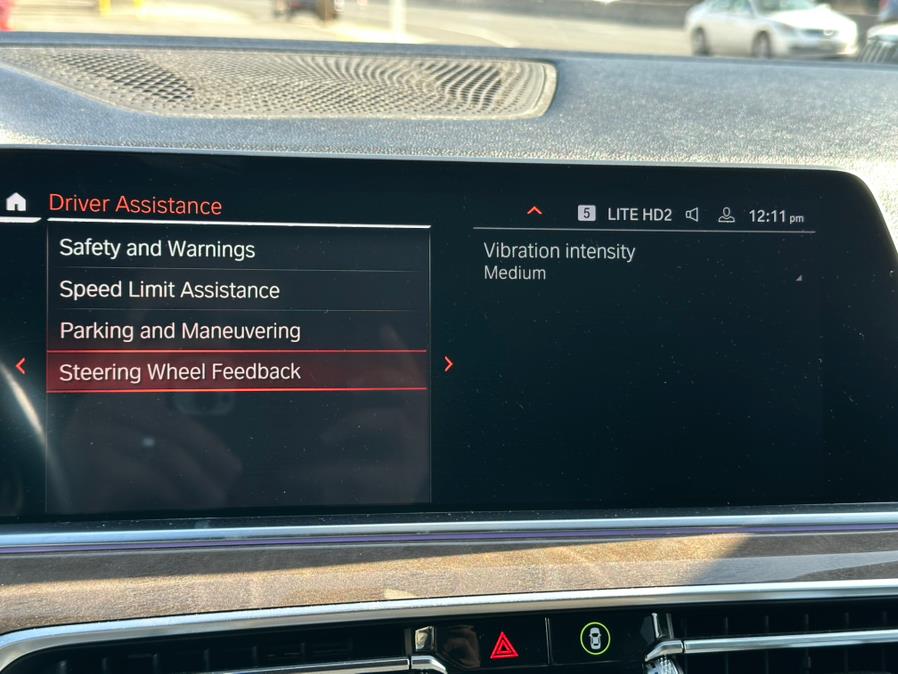 Driver Assistance
5 LITE HD2 12:11 pm
Safety and Warnings
Speed Limit Assistance
Parking and Maneuvering
Steering Wheel Feedback
Vibration intensity
Medium